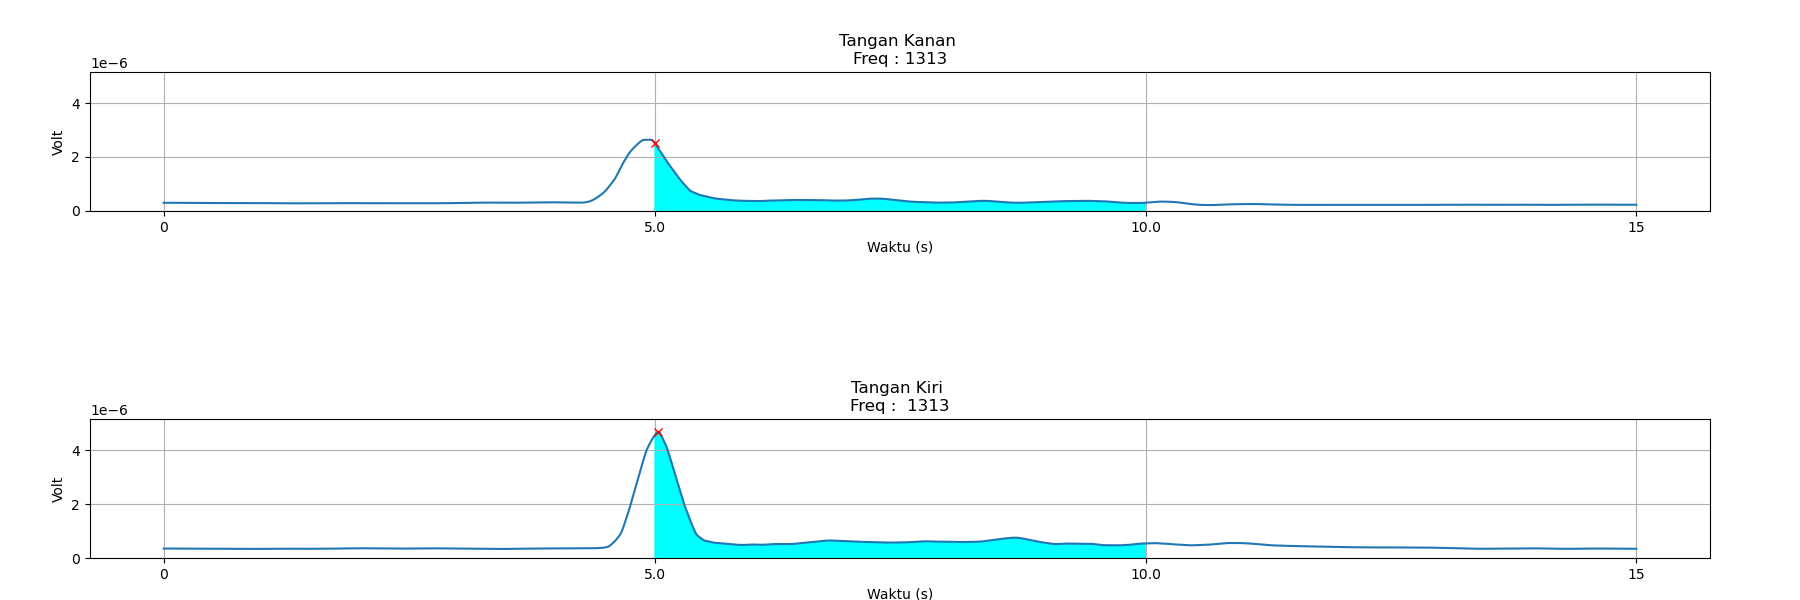 Tangan Kanan
Freq : 1313
1e−6
4
2
0
Volt
0 5.0 10.0 15
Waktu (s)
Tangan Kiri
Freq :  1313
1e−6
4
2
0
Volt
0 5.0 10.0 15
Waktu (s)